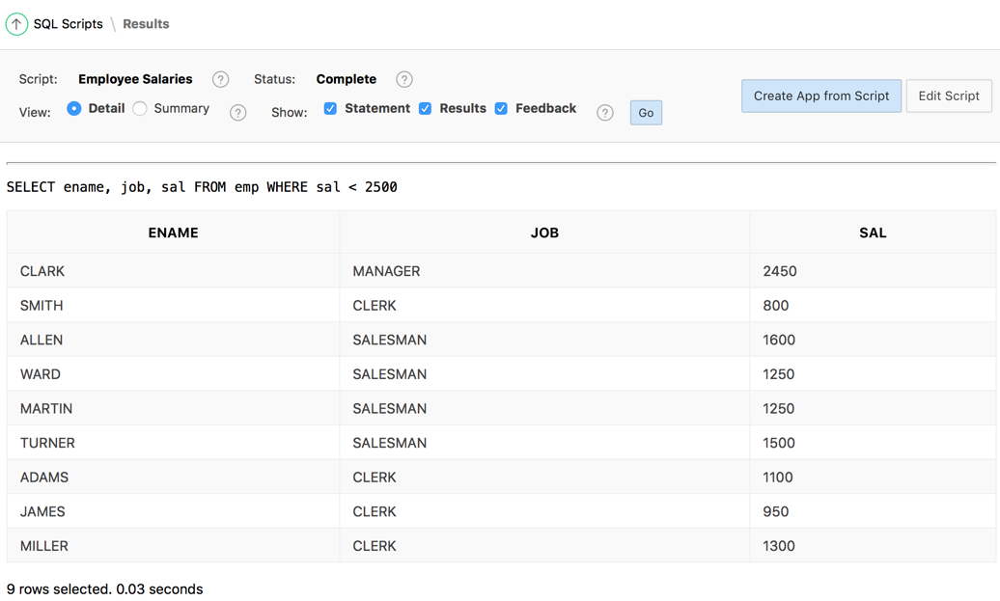 SQL Scripts \ Results
Script: Employee Salaries ? Status: Complete ?
View: Detail Summary ? Show: Statement Results Feedback ? Go
Create App from Script Edit Script
SELECT ename, job, sal FROM emp WHERE sal < 2500
ENAME JOB SAL
CLARK MANAGER 2450
SMITH CLERK 800
ALLEN SALESMAN 1600
WARD SALESMAN 1250
MARTIN SALESMAN 1250
TURNER SALESMAN 1500
ADAMS CLERK 1100
JAMES CLERK 950
MILLER CLERK 1300
9 rows selected. 0.03 seconds